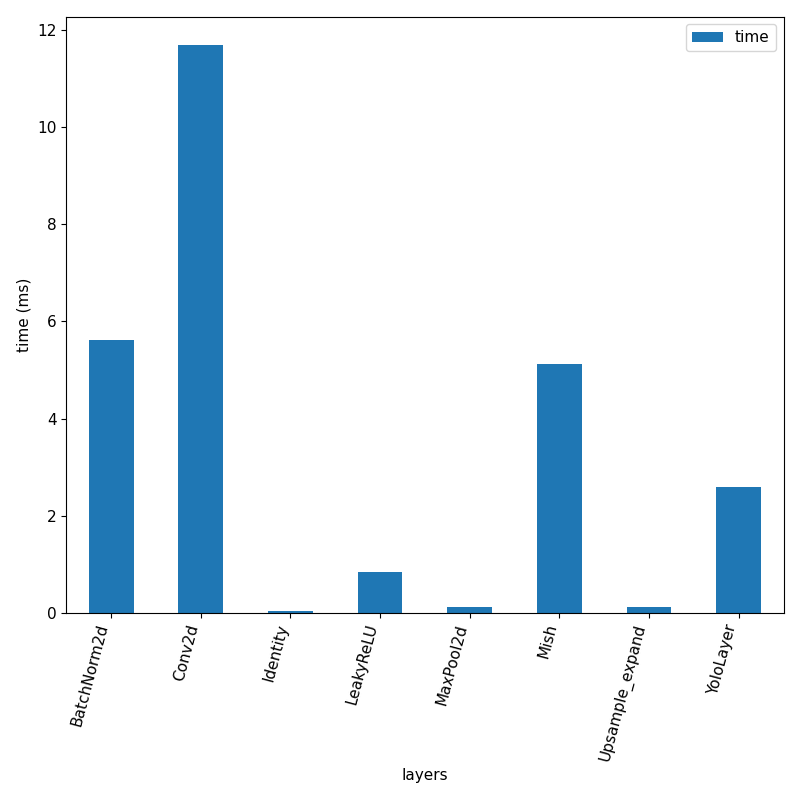 time
12
10
8
6
4
2
0
time (ms)
BatchNorm2d
Conv2d
Identity
LeakyReLU
MaxPool2d
Mish
Upsample_expand
YoloLayer
layers